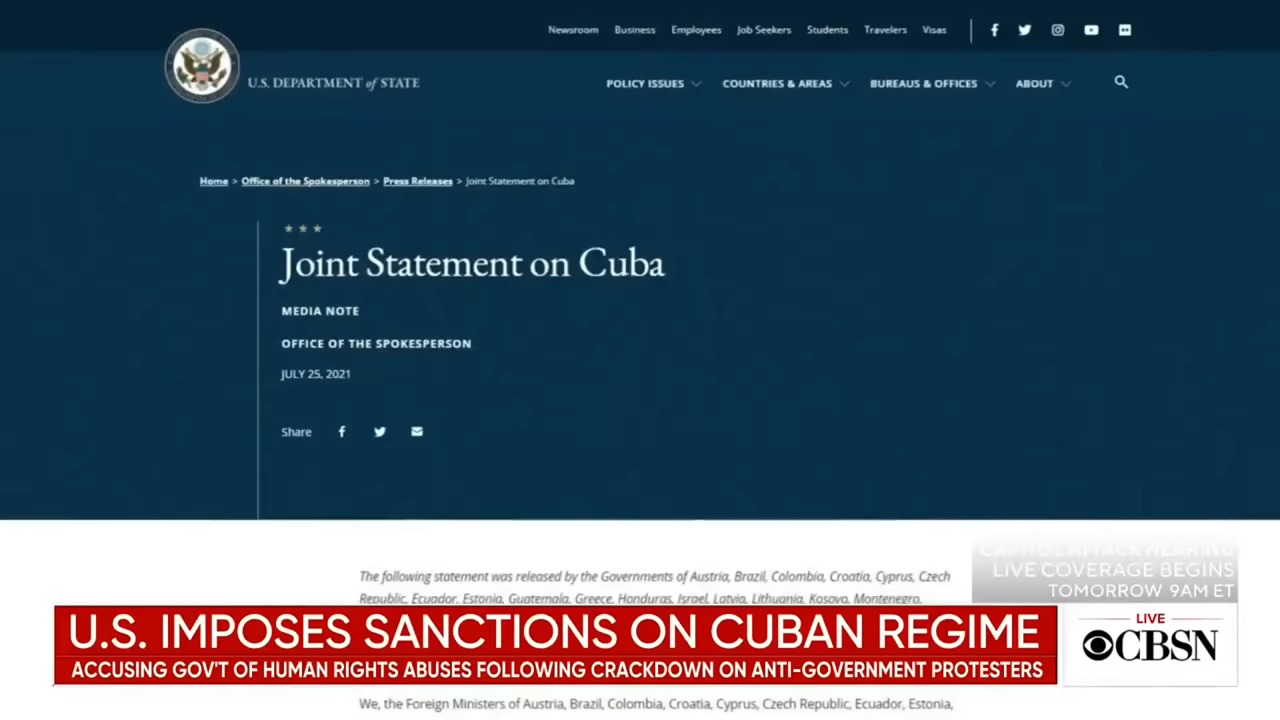 Newsroom Business Employees Job Seekers Students Travelers Visas
U.S. DEPARTMENT of STATE
POLICY ISSUES COUNTRIES & AREAS BUREAUS & OFFICES ABOUT
Home > Office of the Spokesperson > Press Releases > Joint Statement on Cuba
Joint Statement on Cuba
MEDIA NOTE
OFFICE OF THE SPOKESPERSON
JULY 25, 2021
Share
The following statement was released by the Governments of Austria, Brazil, Colombia, Croatia, Cyprus, Czech
Republic, Ecuador, Estonia, Guatemala, Greece, Honduras, Israel, Latvia, Lithuania, Kosovo, Montenegro,
CAPITOL ATTACK HEARING
LIVE COVERAGE BEGINS
TOMORROW 9AM ET
U.S. IMPOSES SANCTIONS ON CUBAN REGIME
ACCUSING GOV'T OF HUMAN RIGHTS ABUSES FOLLOWING CRACKDOWN ON ANTI-GOVERNMENT PROTESTERS
LIVE
CBSN
We, the Foreign Ministers of Austria, Brazil, Colombia, Croatia, Cyprus, Czech Republic, Ecuador, Estonia,